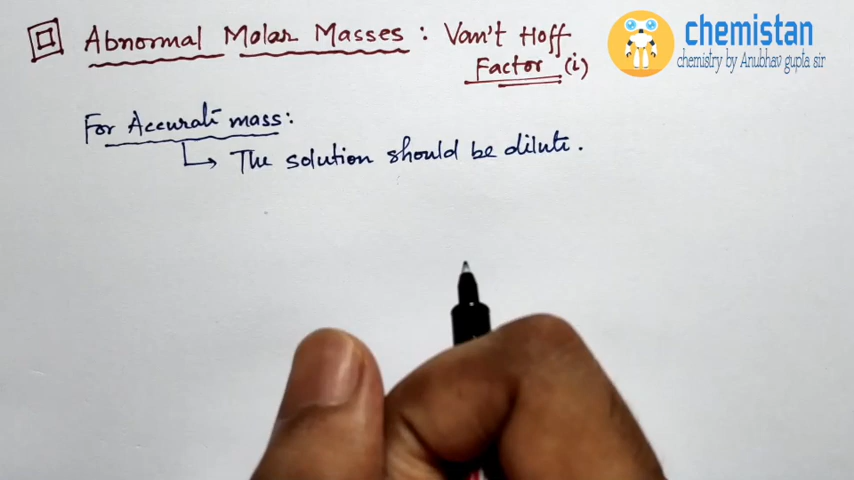 Abnormal Molar Masses : Van't Hoff
Factor (i)
chemistan
chemistry by Anubhav gupta sir
For Accurate mass:
The solution should be dilute.